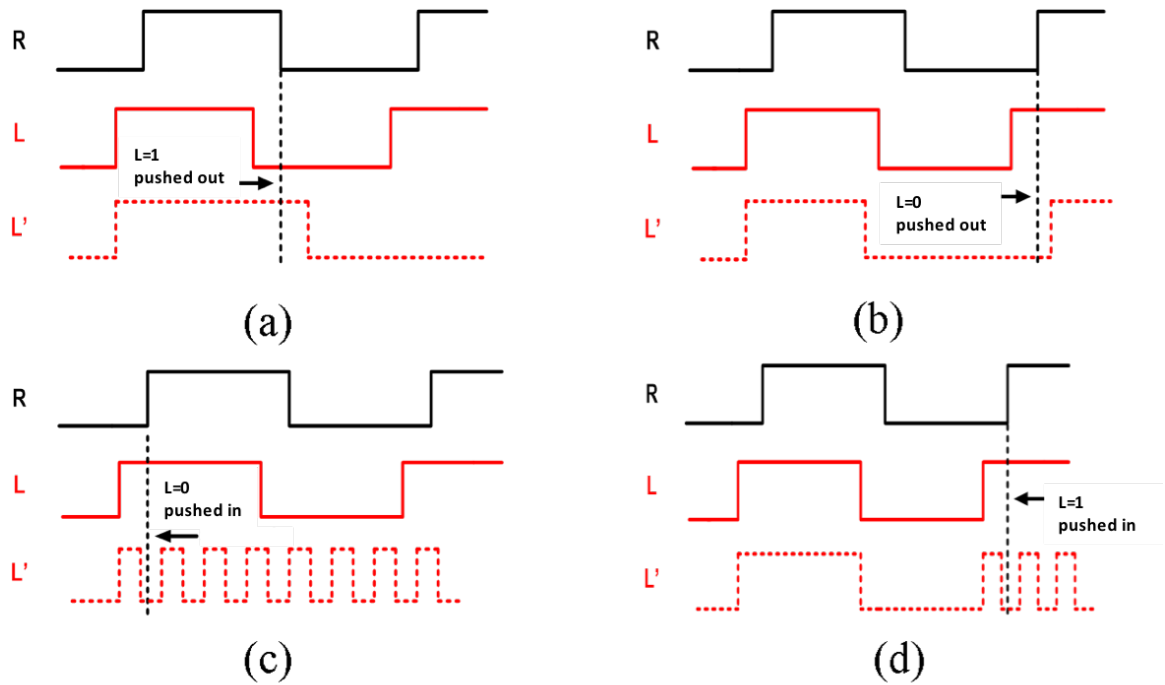 R
L
L=1
pushed out
L'
(a)
R
L
L=0
pushed out
L'
(b)
R
L
L=0
pushed in
L'
(c)
R
L
L=1
pushed in
L'
(d)